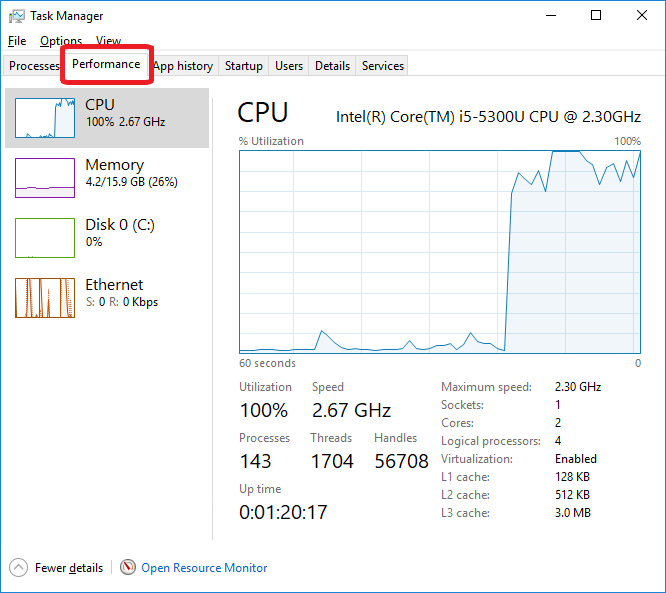 Task Manager
File Options View
Processes Performance App history Startup Users Details Services
CPU
100% 2.67 GHz
Memory
4.2/15.9 GB (26%)
Disk 0 (C:)
0%
Ethernet
S: 0 R: 0 Kbps
CPU Intel(R) Core(TM) i5-5300U CPU @ 2.30GHz
% Utilization 100%
60 seconds 0
Utilization Speed
100% 2.67 GHz
Processes Threads Handles
143 1704 56708
Up time
0:01:20:17
Maximum speed: 2.30 GHz
Sockets: 1
Cores: 2
Logical processors: 4
Virtualization: Enabled
L1 cache: 128 KB
L2 cache: 512 KB
L3 cache: 3.0 MB
Fewer details Open Resource Monitor